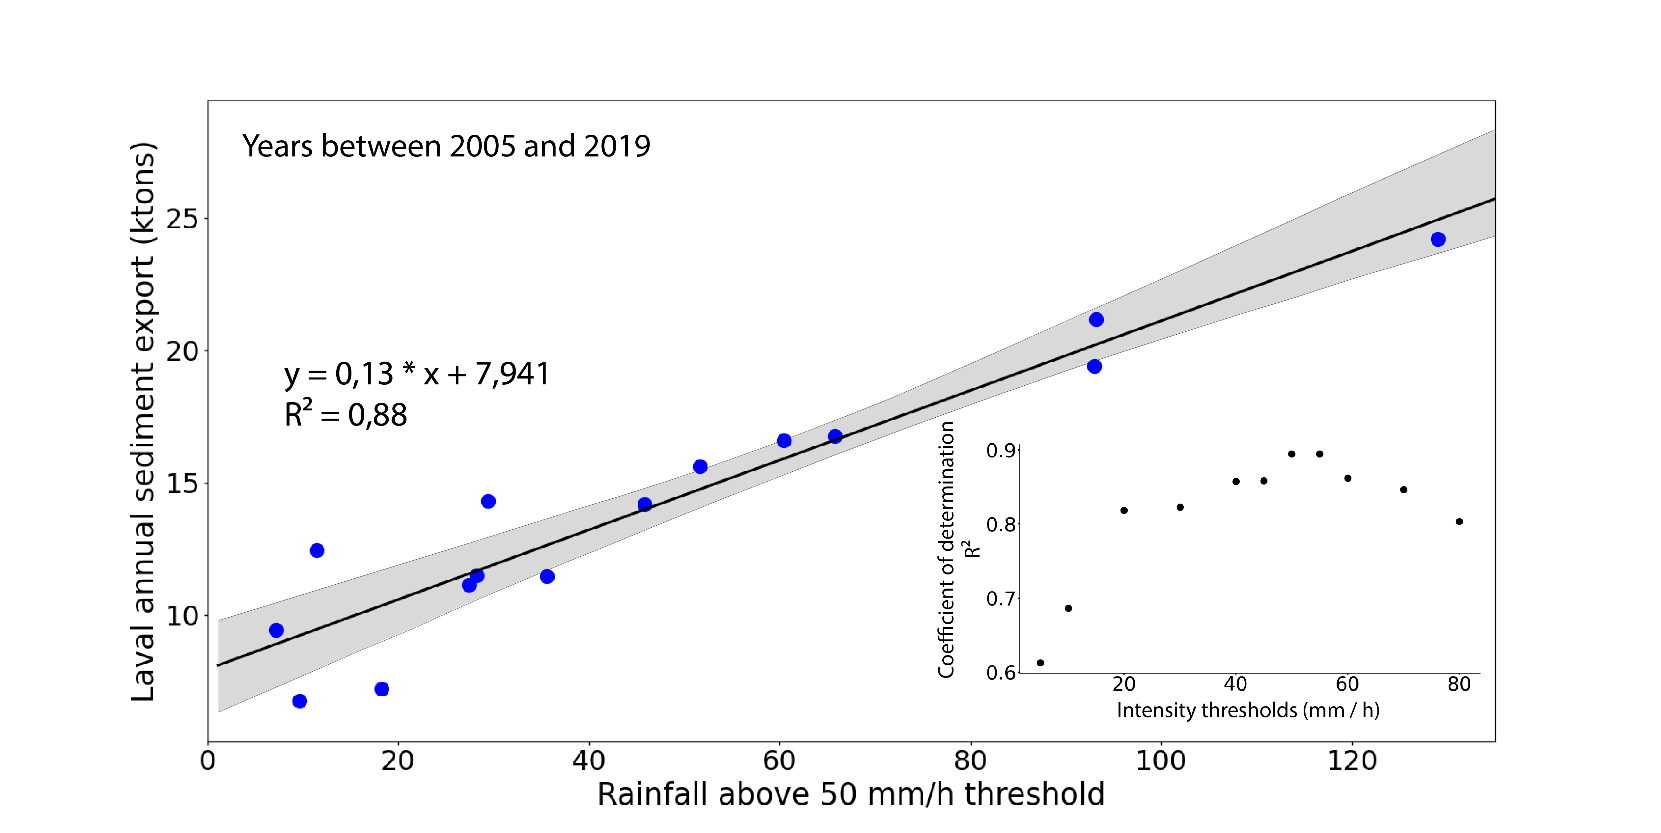 Years between 2005 and 2019
y = 0,13 * x + 7,941
R² = 0,88
Laval annual sediment export (ktons)
25
20
15
10
0 20 40 60 80 100 120
Rainfall above 50 mm/h threshold
Coefficient of determination
R²
0.9
0.8
0.7
0.6
20 40 60 80
Intensity thresholds (mm / h)